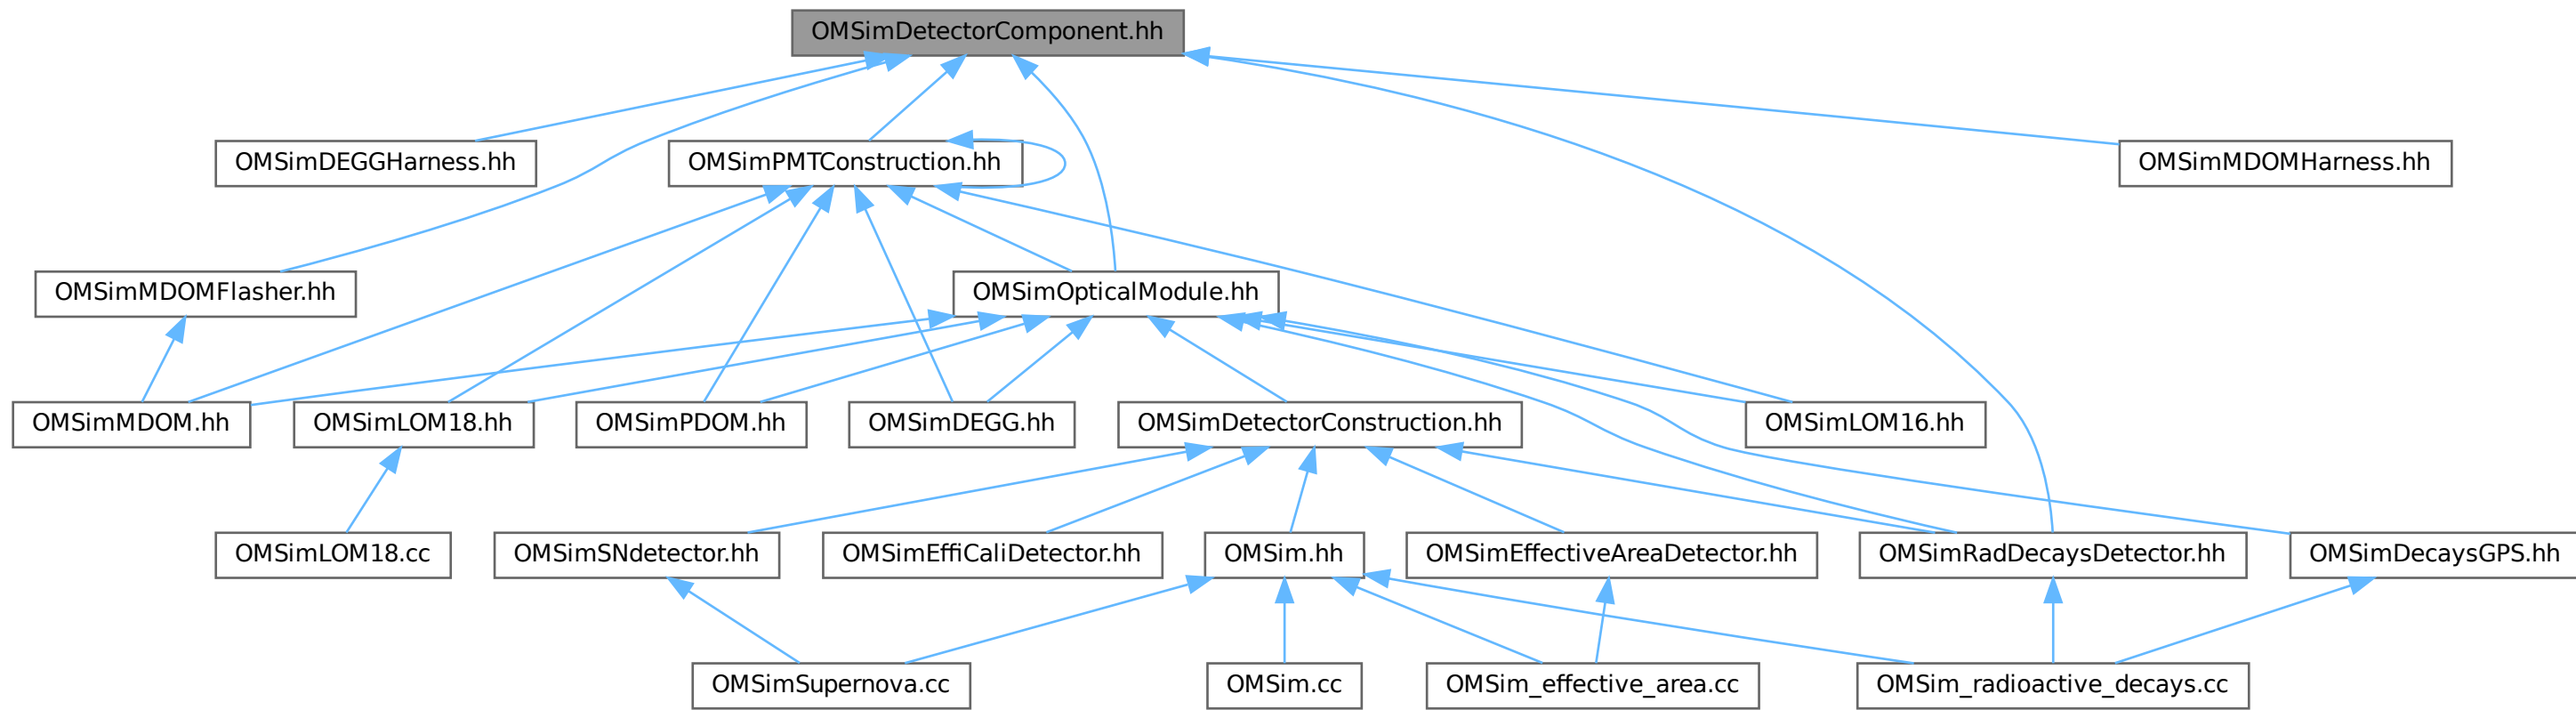 OMSimDetectorComponent.hh
OMSimDEGGHarness.hh
OMSimPMTConstruction.hh
OMSimMDOMHarness.hh
OMSimMDOMFlasher.hh
OMSimOpticalModule.hh
OMSimMDOM.hh
OMSimLOM18.hh
OMSimPDOM.hh
OMSimDEGG.hh
OMSimDetectorConstruction.hh
OMSimLOM16.hh
OMSimLOM18.cc
OMSimSNdetector.hh
OMSimEffiCaliDetector.hh
OMSim.hh
OMSimEffectiveAreaDetector.hh
OMSimRadDecaysDetector.hh
OMSimDecaysGPS.hh
OMSimSupernova.cc
OMSim.cc
OMSim_effective_area.cc
OMSim_radioactive_decays.cc